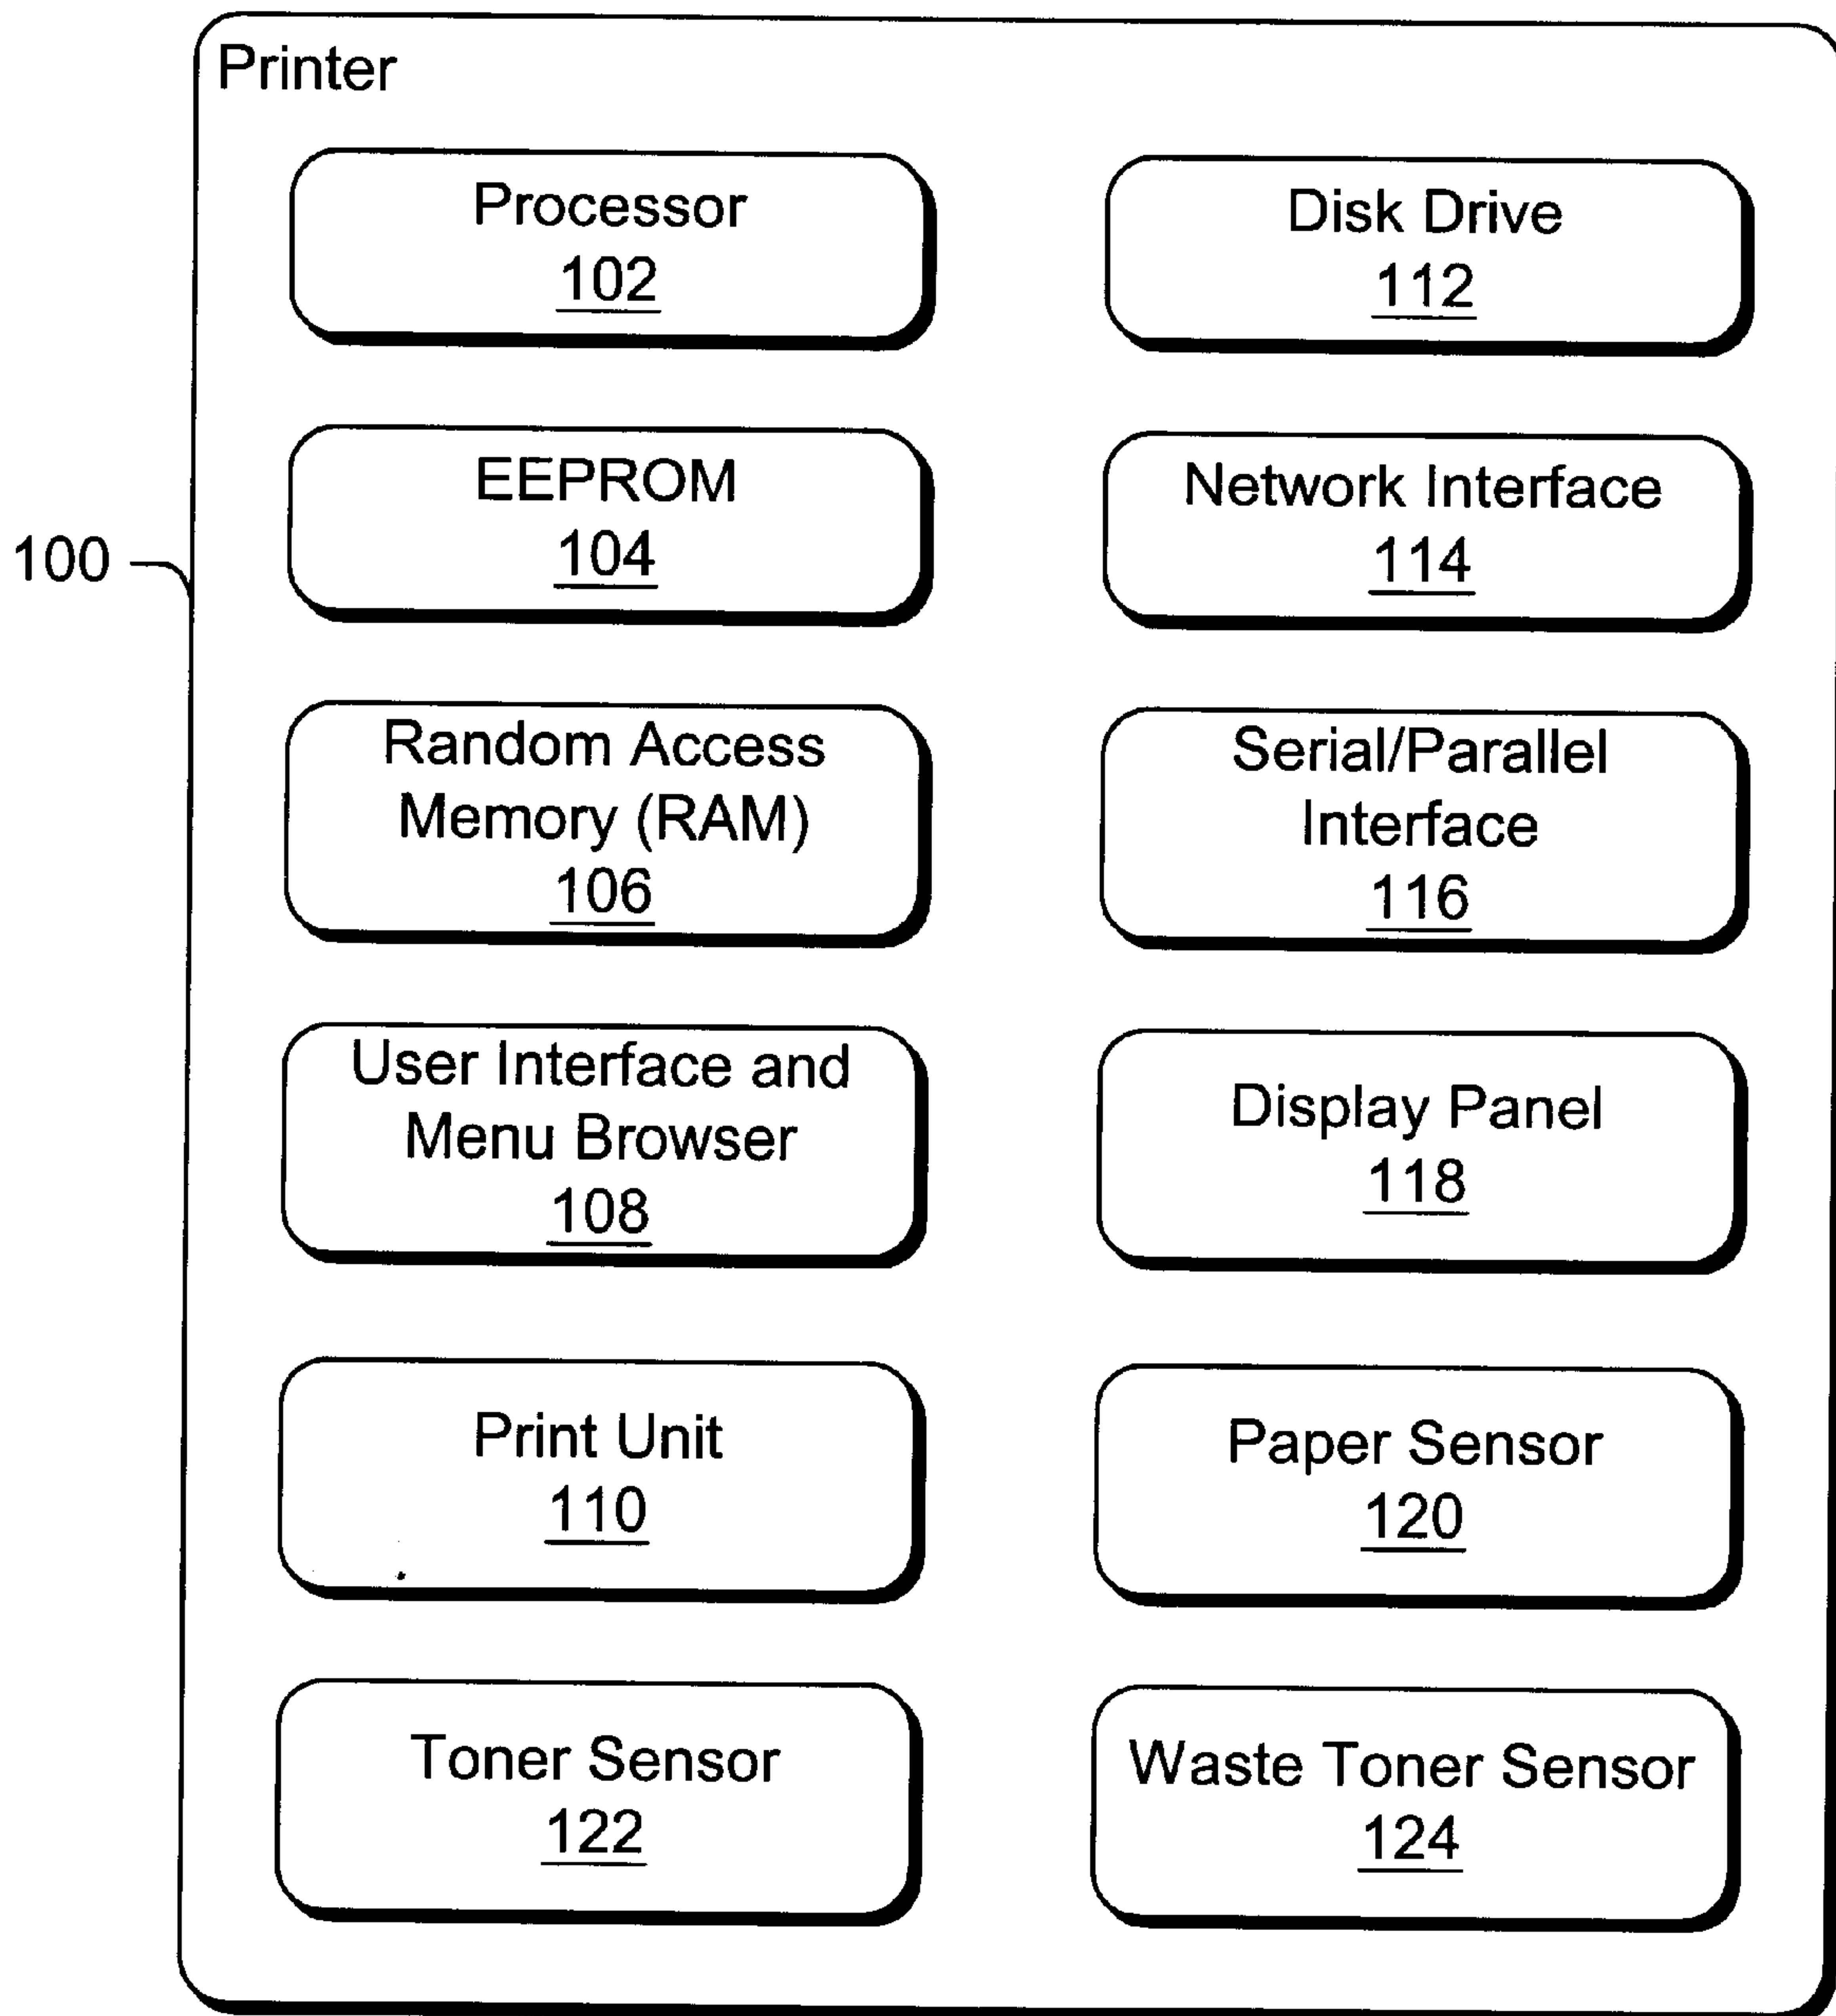 Printer
Processor
102
Disk Drive
112
EEPROM
104
Network Interface
114
100
Random Access
Memory (RAM)
106
Serial/Parallel
Interface
116
User Interface and
Menu Browser
108
Display Panel
118
Print Unit
110
Paper Sensor
120
Toner Sensor
122
Waste Toner Sensor
124